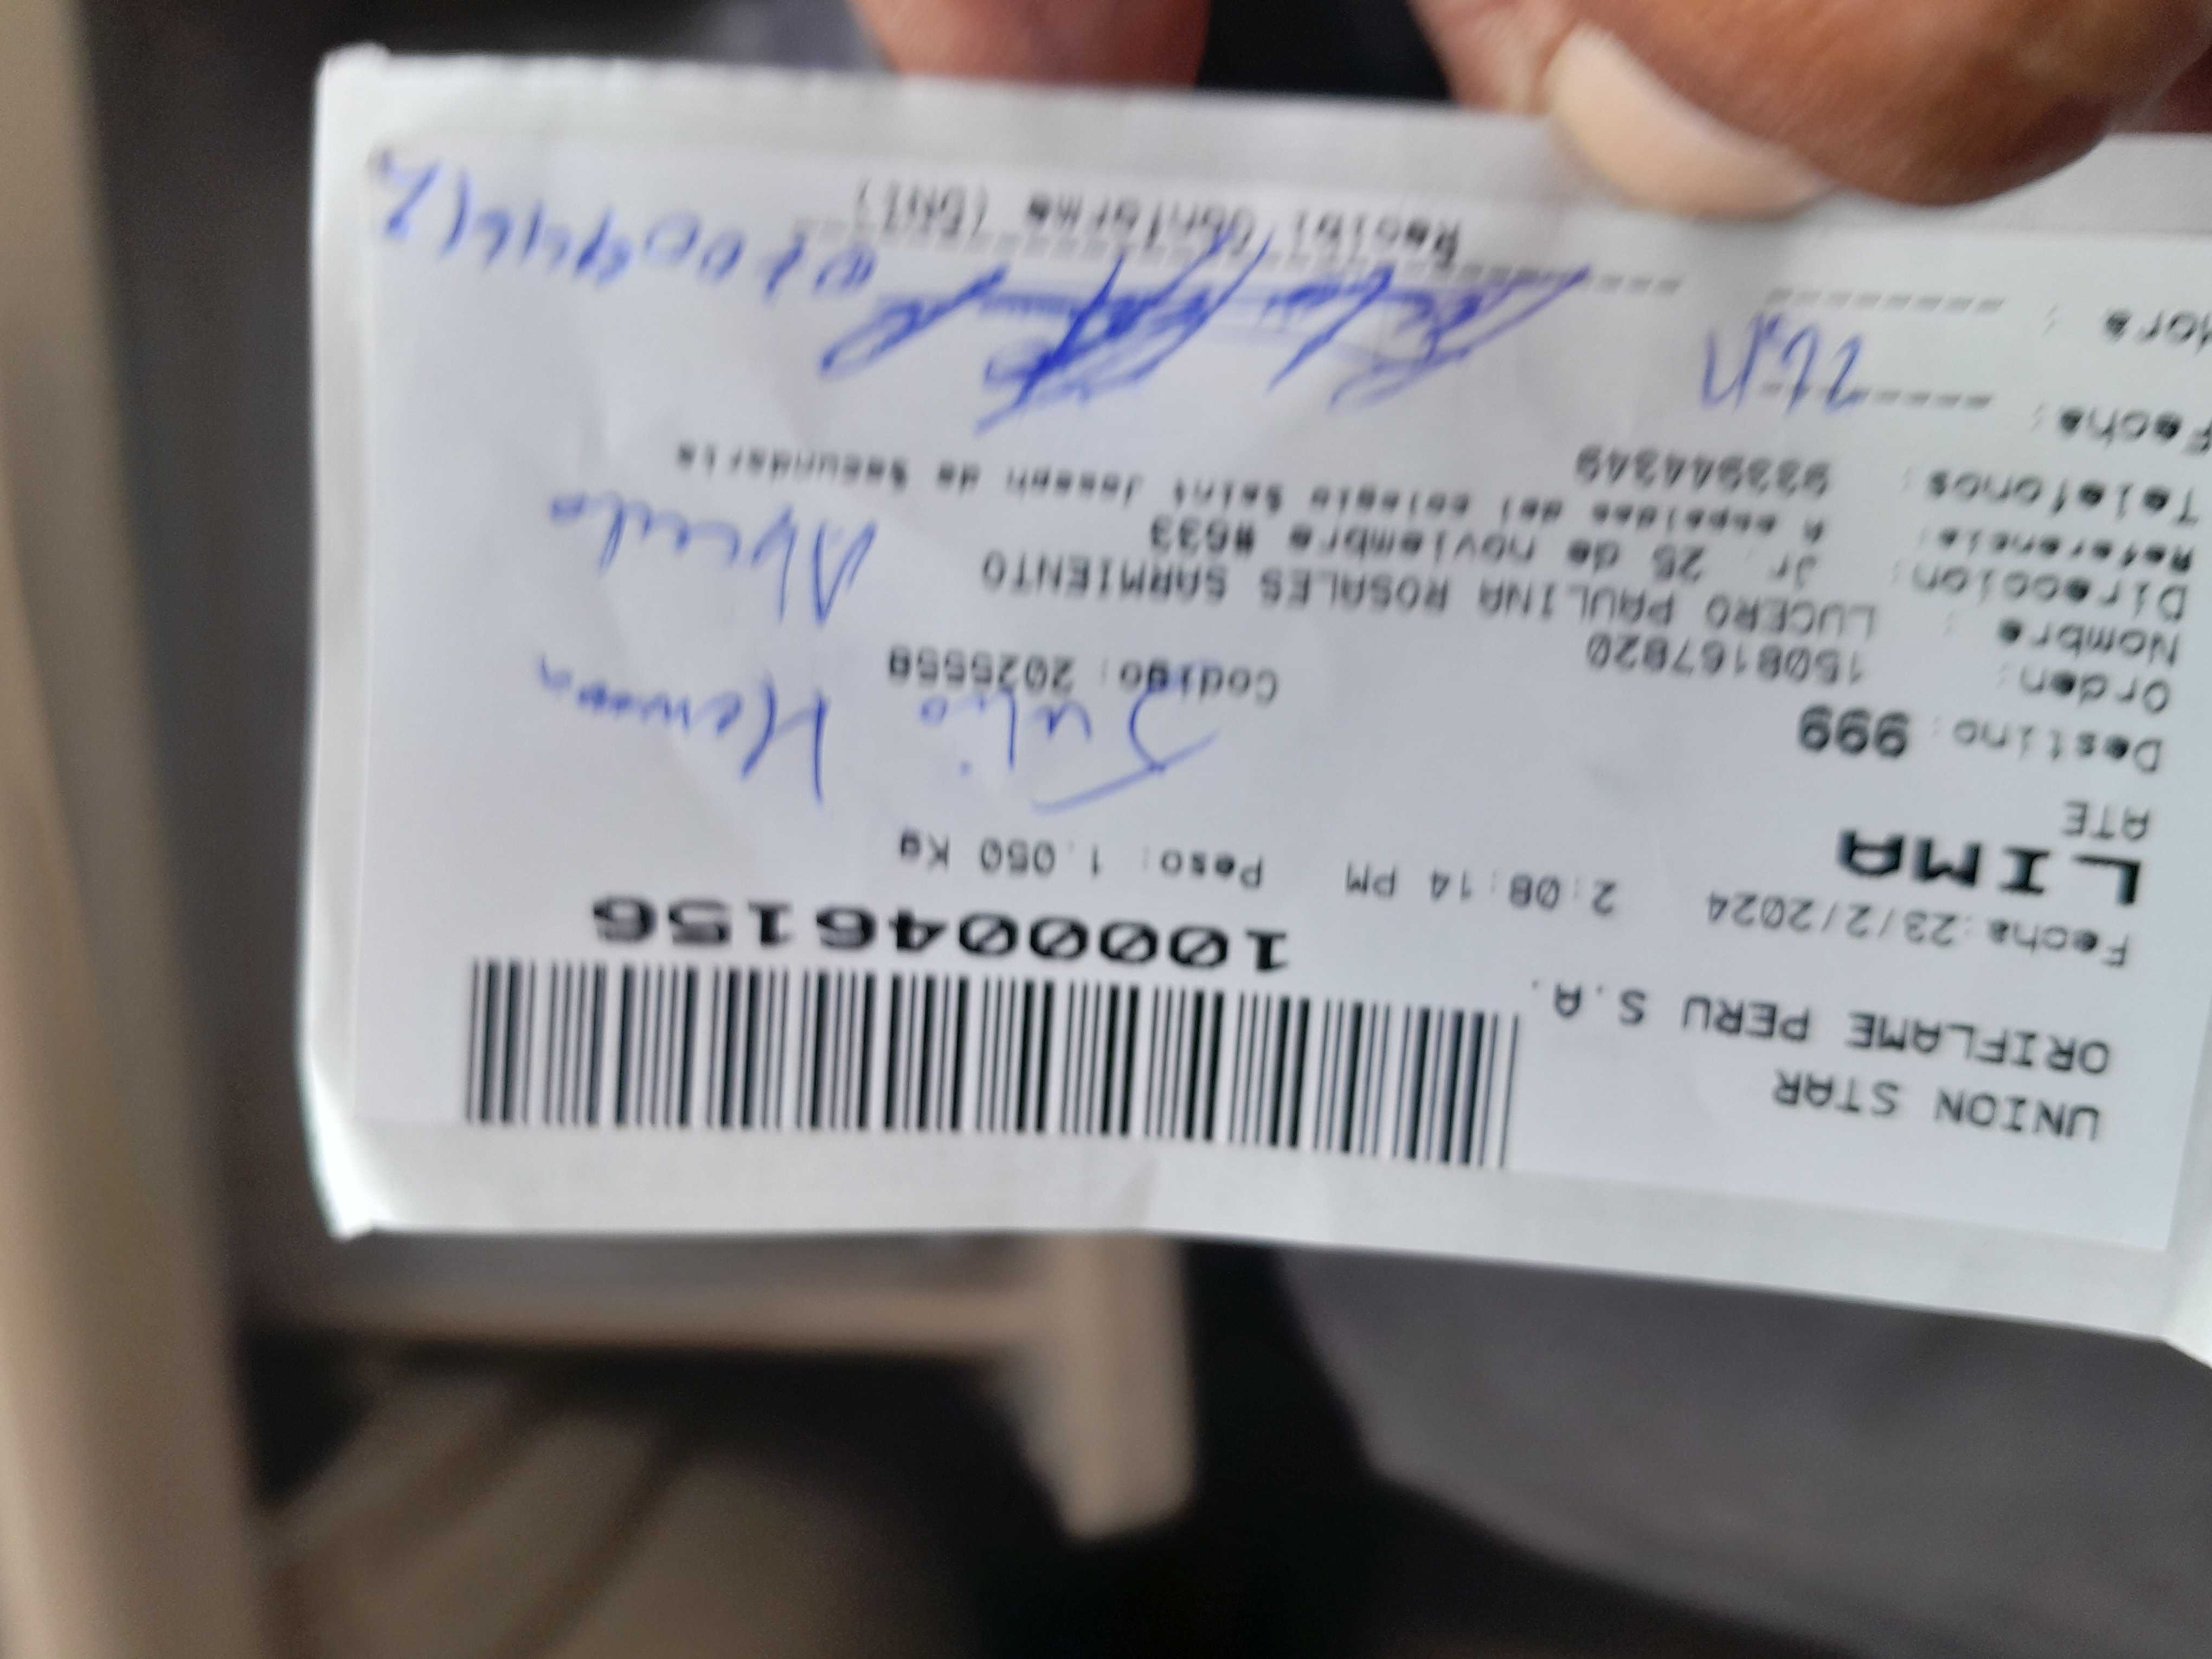 UNION STAR
ORIFLAME PERU S.A.
1000046156
Fecha:23/2/2024 2:08:14 PM Peso: 1.050 Kg
LIMA
ATE
Destino: 999
Julio Herrera
Orden: 1508167820 Codigo: 2025558
Nombre : LUCERO PAULINA ROSALES SARMIENTO
Direccion: Jr. 25 de noviembre #633
Referencia: A espaldas del colegio Saint Joseph de Secundaria
Telefonos: 933944349
Fecha:
Hora :
Recibi Conforme (DNI)